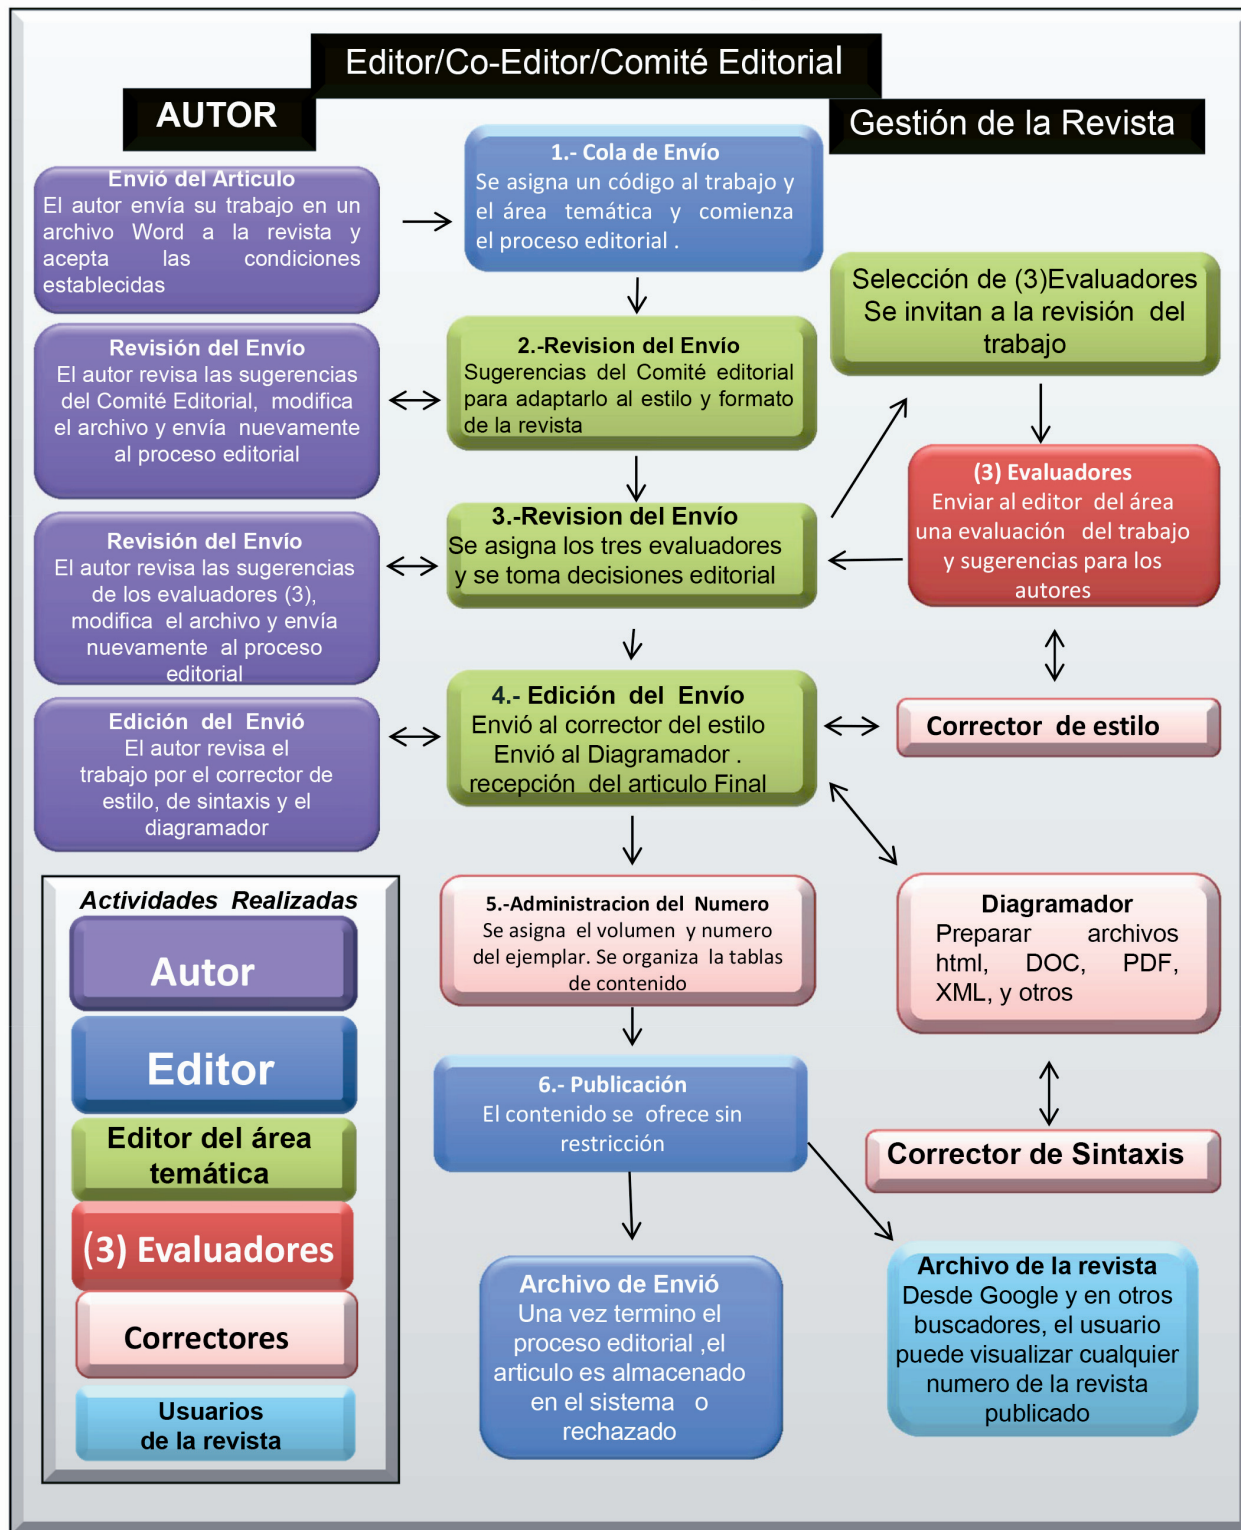 Editor/Co-Editor/Comité Editorial
AUTOR
Gestión de la Revista
Envió del Articulo
El autor envía su trabajo en un
archivo Word a la revista y
acepta las condiciones
establecidas
1.- Cola de Envío
Se asigna un código al trabajo y
el área temática y comienza
el proceso editorial .
Selección de (3)Evaluadores
Se invitan a la revisión del
trabajo
Revisión del Envío
El autor revisa las sugerencias
del Comité Editorial, modifica
el archivo y envía nuevamente
al proceso editorial
2.-Revision del Envío
Sugerencias del Comité editorial
para adaptarlo al estilo y formato
de la revista
(3) Evaluadores
Enviar al editor del área
una evaluación del trabajo
y sugerencias para los
autores
Revisión del Envío
El autor revisa las sugerencias
de los evaluadores (3),
modifica el archivo y envía
nuevamente al proceso
editorial
3.-Revision del Envío
Se asigna los tres evaluadores
y se toma decisiones editorial
Edición del Envió
El autor revisa el
trabajo por el corrector de
estilo, de sintaxis y el
diagramador
4.- Edición del Envío
Envió al corrector del estilo
Envió al Diagramador .
recepción del articulo Final
Corrector de estilo
5.-Administracion del Numero
Se asigna el volumen y numero
del ejemplar. Se organiza la tablas
de contenido
Diagramador
Preparar archivos
html, DOC, PDF,
XML, y otros
6.- Publicación
El contenido se ofrece sin
restricción
Corrector de Sintaxis
Archivo de Envió
Una vez termino el
proceso editorial ,el
articulo es almacenado
en el sistema o
rechazado
Archivo de la revista
Desde Google y en otros
buscadores, el usuario
puede visualizar cualquier
numero de la revista
publicado
Actividades Realizadas
Autor
Editor
Editor del área
temática
(3) Evaluadores
Correctores
Usuarios
de la revista